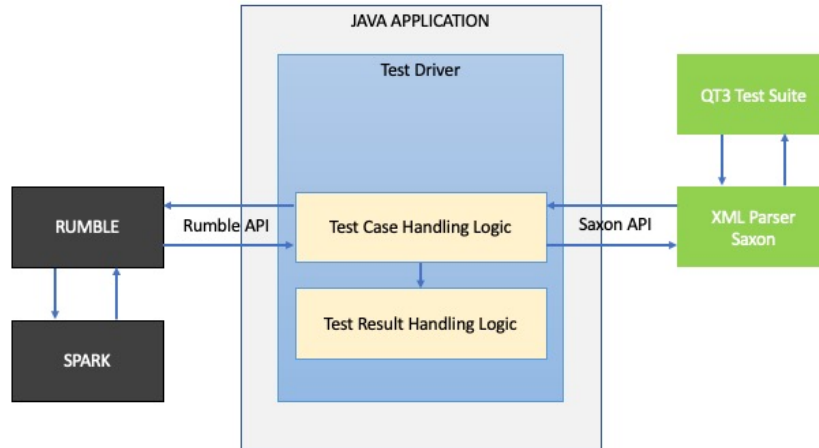 JAVA APPLICATION
Test Driver
QT3 Test Suite
RUMBLE
Rumble API
Test Case Handling Logic
Saxon API
XML Parser
Saxon
SPARK
Test Result Handling Logic